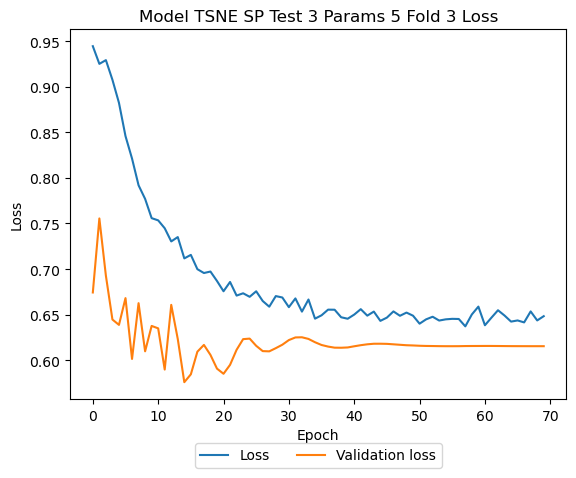 Model TSNE SP Test 3 Params 5 Fold 3 Loss
0.95
0.90
0.85
0.80
0.75
0.70
0.65
0.60
Loss
0 10 20 30 40 50 60 70
Epoch
Loss Validation loss